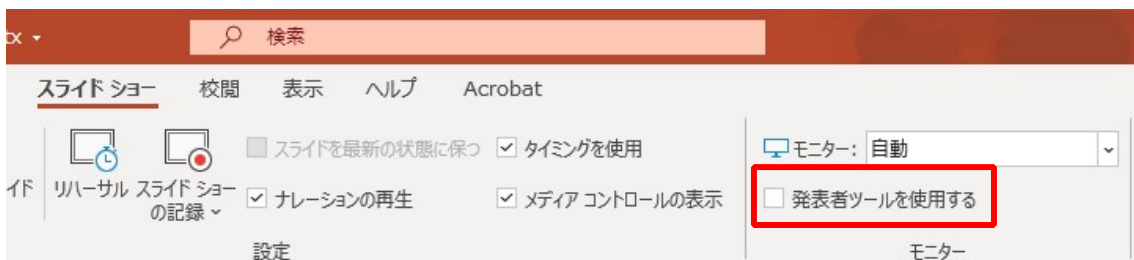 tx
検索
スライド ショー 校閲 表示 ヘルプ Acrobat
スライドを最新の状態に保つ タイミングを使用 モニター: 自動
イド リハーサル スライド ショー
の記録 ナレーションの再生 メディア コントロールの表示 発表者ツールを使用する
設定 モニター